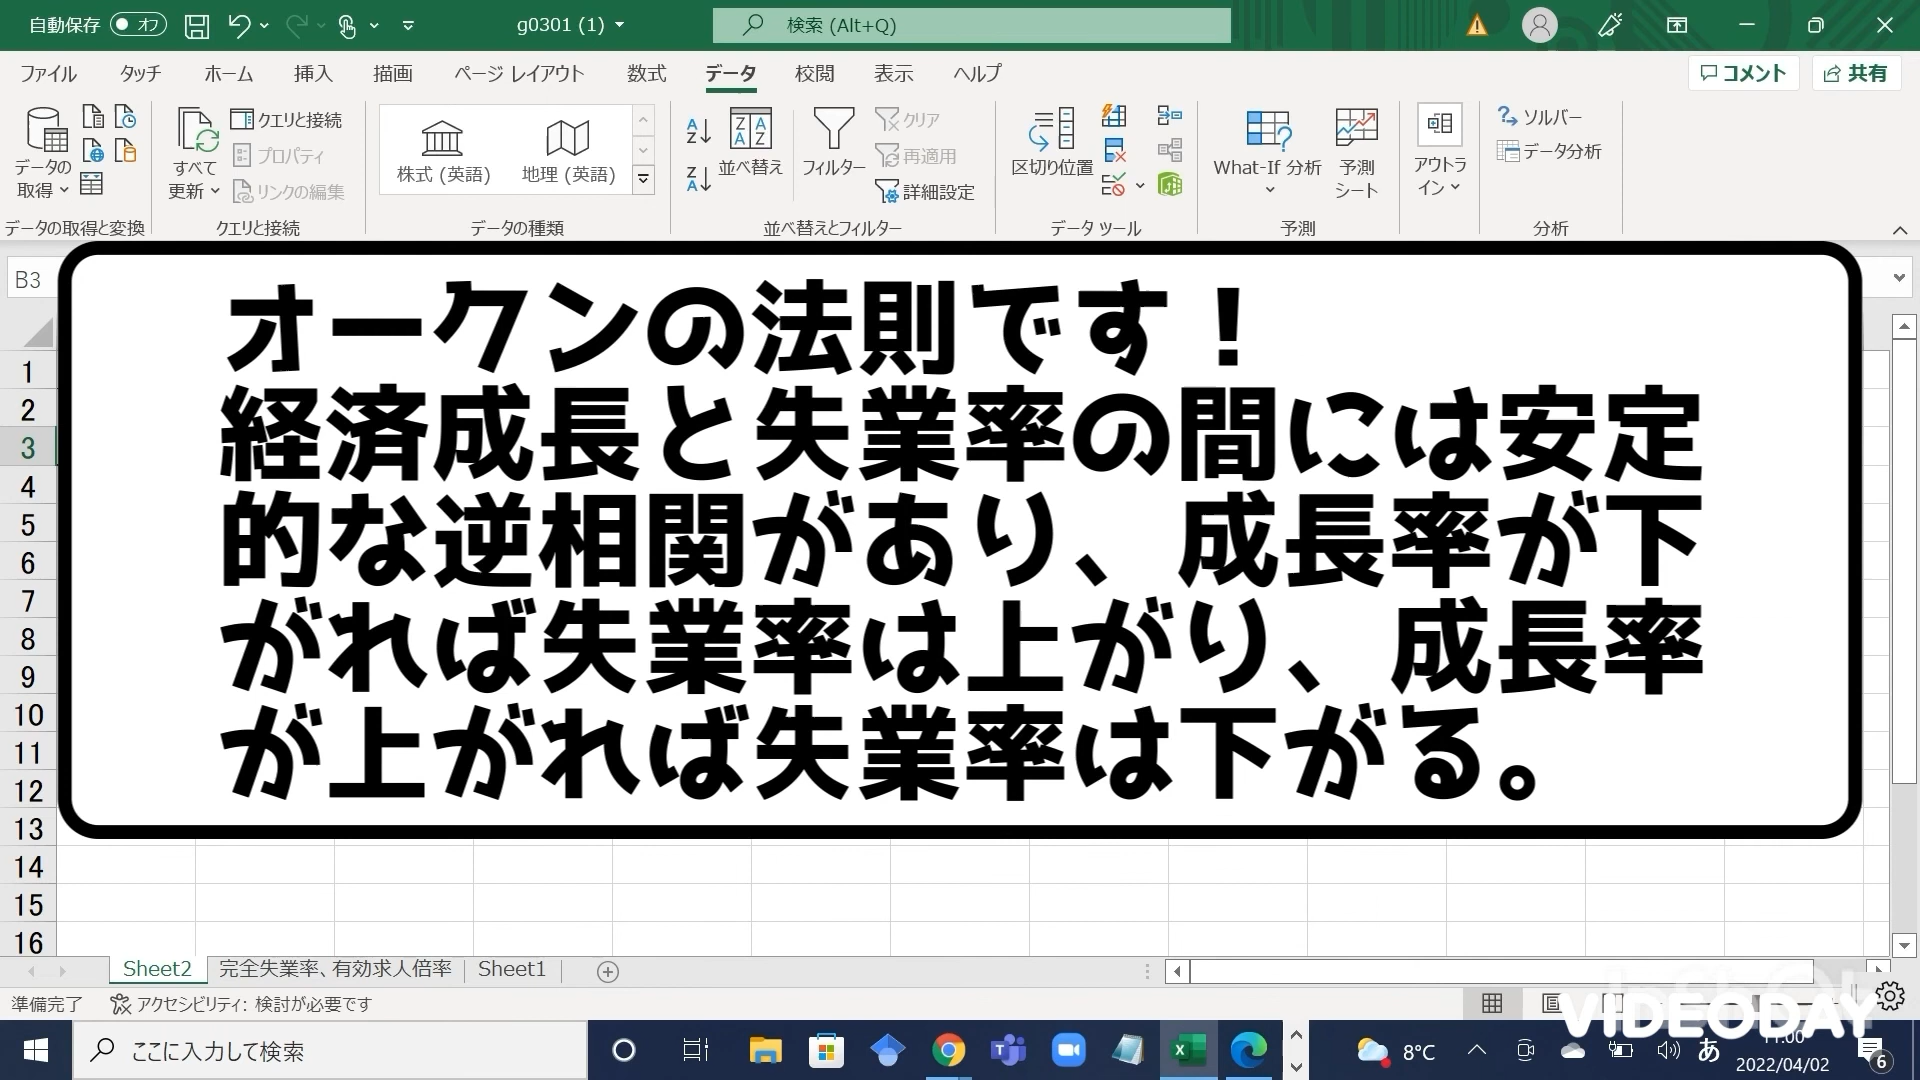 自動保存 オフ g0301 (1) 検索 (Alt+Q)
ファイル タッチ ホーム 挿入 描画 ページ レイアウト 数式 データ 校閲 表示 ヘルプ コメント 共有
データの取得 すべて更新 クエリと接続 プロパティ リンクの編集 株式 (英語) 地理 (英語) 並べ替え フィルター クリア 再適用 詳細設定 区切り位置 What-If 分析 予測シート アウトライン ソルバー データ分析
データの取得と変換 クエリと接続 データの種類 並べ替えとフィルター データ ツール 予測 分析
B3
オークンの法則です！
経済成長と失業率の間には安定
的な逆相関があり、成長率が下
がれば失業率は上がり、成長率
が上がれば失業率は下がる。
1
2
3
4
5
6
7
8
9
10
11
12
13
14
15
16
Sheet2 完全失業率、有効求人倍率 Sheet1
準備完了 アクセシビリティ: 検討が必要です
VIDEODAY
ここに入力して検索 8°C あ 11:00
2022/04/02 6